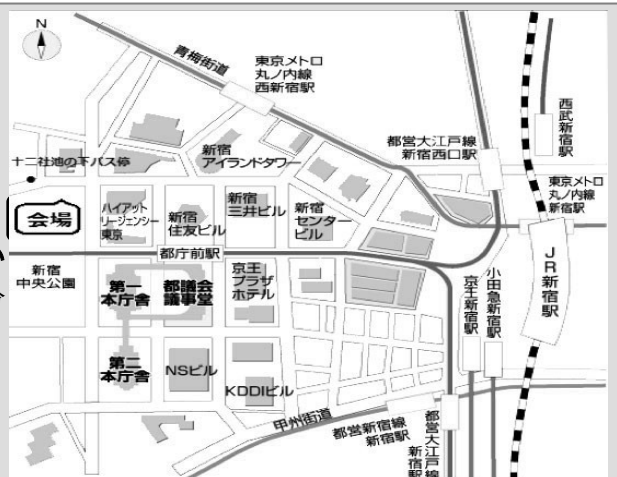 N
青梅街道
東京メトロ
丸ノ内線
西新宿駅
西武新宿駅
都営大江戸線
新宿西口駅
十二社池の下バス停
新宿
アイランドタワー
東京メトロ
丸ノ内線
新宿駅
会場
ハイアット
リージェンシー
東京
新宿
住友ビル
新宿
三井ビル
新宿
センター
ビル
都庁前駅
JR新宿駅
新宿
中央公園
第一
本庁舎
都議会
議事堂
京王
プラザ
ホテル
小田急新宿駅
京王新宿駅
第二
本庁舎
NSビル
KDDIビル
甲州街道
都営新宿線
新宿駅
都営大江戸線
新宿駅